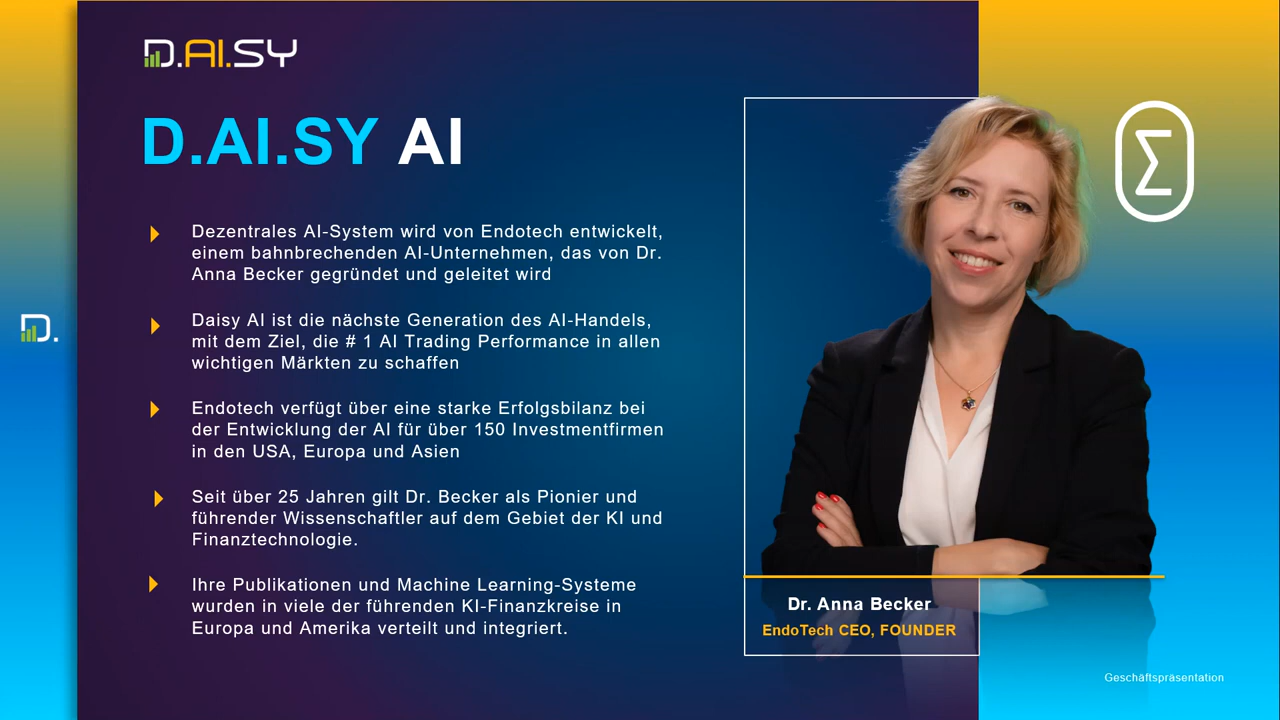 D.AI.SY
D.AI.SY AI
Dezentrales AI-System wird von Endotech entwickelt,
einem bahnbrechenden AI-Unternehmen, das von Dr.
Anna Becker gegründet und geleitet wird
Daisy AI ist die nächste Generation des AI-Handels,
mit dem Ziel, die # 1 AI Trading Performance in allen
wichtigen Märkten zu schaffen
Endotech verfügt über eine starke Erfolgsbilanz bei
der Entwicklung der AI für über 150 Investmentfirmen
in den USA, Europa und Asien
Seit über 25 Jahren gilt Dr. Becker als Pionier und
führender Wissenschaftler auf dem Gebiet der KI und
Finanztechnologie.
Ihre Publikationen und Machine Learning-Systeme
wurden in viele der führenden KI-Finanzkreise in
Europa und Amerika verteilt und integriert.
D.
Σ
Dr. Anna Becker
EndoTech CEO, FOUNDER
Geschäftspräsentation